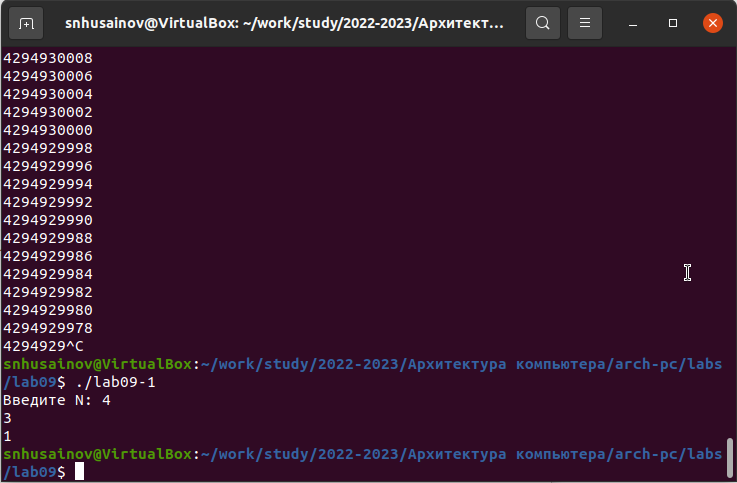 snhusainov@VirtualBox: ~/work/study/2022-2023/Архитект...
4294930008
4294930006
4294930004
4294930002
4294930000
4294929998
4294929996
4294929994
4294929992
4294929990
4294929988
4294929986
4294929984
4294929982
4294929980
4294929978
4294929^C
snhusainov@VirtualBox:~/work/study/2022-2023/Архитектура компьютера/arch-pc/labs
/lab09$ ./lab09-1
Введите N: 4
3
1
snhusainov@VirtualBox:~/work/study/2022-2023/Архитектура компьютера/arch-pc/labs
/lab09$